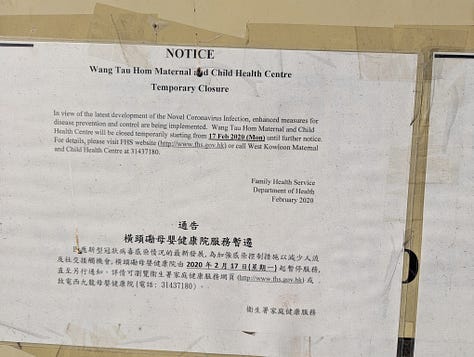 NOTICE
Wang Tau Hom Maternal and Child Health Centre
Temporary Closure
In view of the latest development of the Novel Coronavirus Infection, enhanced measures for
disease prevention and control are being implemented. Wang Tau Hom Maternal and Child
Health Centre will be closed temporarily starting from 17 Feb 2020 (Mon) until further notice.
For details, please visit FHS website (http://www.fhs.gov.hk) or call West Kowloon Maternal
and Child Health Centre at 31437180.
Family Health Service
Department of Health
February 2020
通告
橫頭磡母嬰健康院服務暫遷
因應新型冠狀病毒感染情況的最新發展，為加強感染控制措施以減少人流
及社交接觸機會，橫頭磡母嬰健康院由 2020 年 2 月 17 日(星期一) 起暫停服務，
直至另行通知。詳情可瀏覽衞生署家庭健康服務網頁 (http://www.fhs.gov.hk) 或
致電西九龍母嬰健康院 (電話: 31437180)。
衞生署家庭健康服務